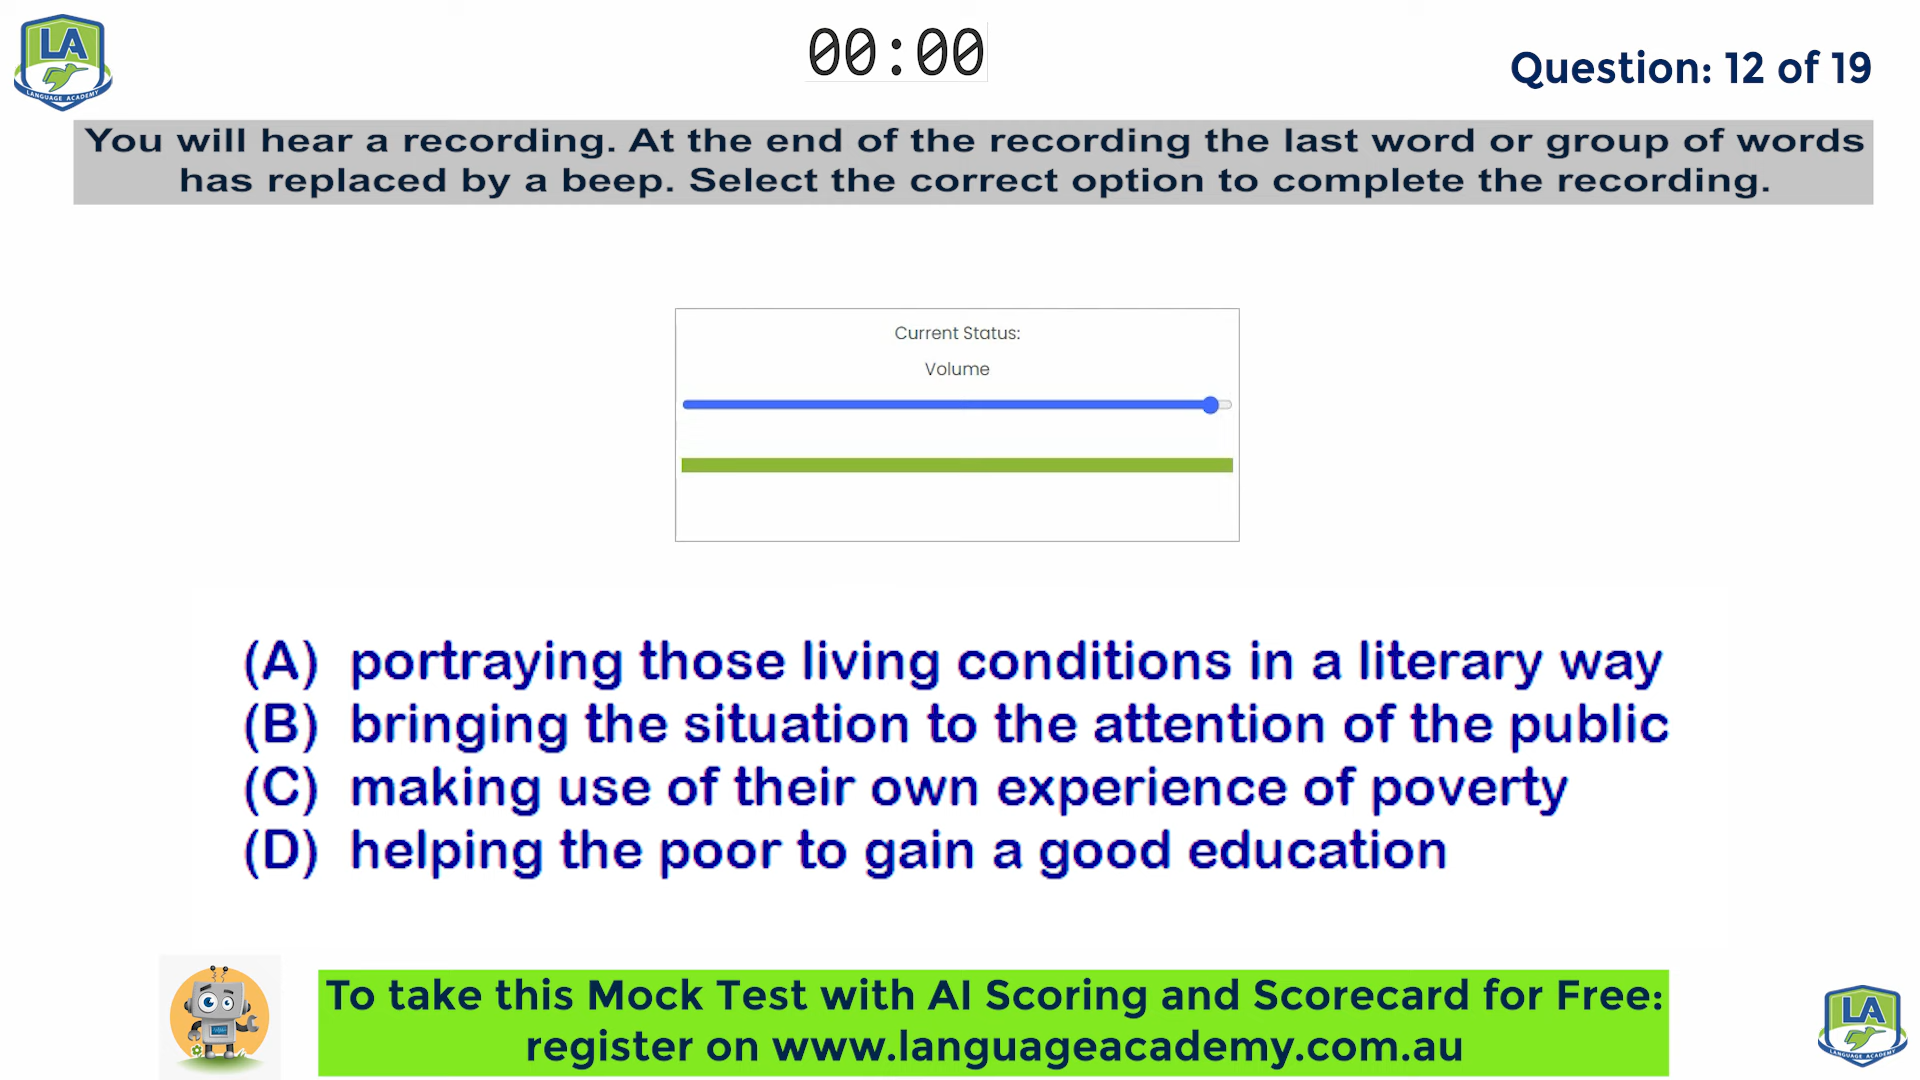 LA
LANGUAGE ACADEMY
00:00
Question: 12 of 19
You will hear a recording. At the end of the recording the last word or group of words
has replaced by a beep. Select the correct option to complete the recording.
Current Status:
Volume
(A) portraying those living conditions in a literary way
(B) bringing the situation to the attention of the public
(C) making use of their own experience of poverty
(D) helping the poor to gain a good education
To take this Mock Test with AI Scoring and Scorecard for Free:
register on www.languageacademy.com.au
LA
LANGUAGE ACADEMY